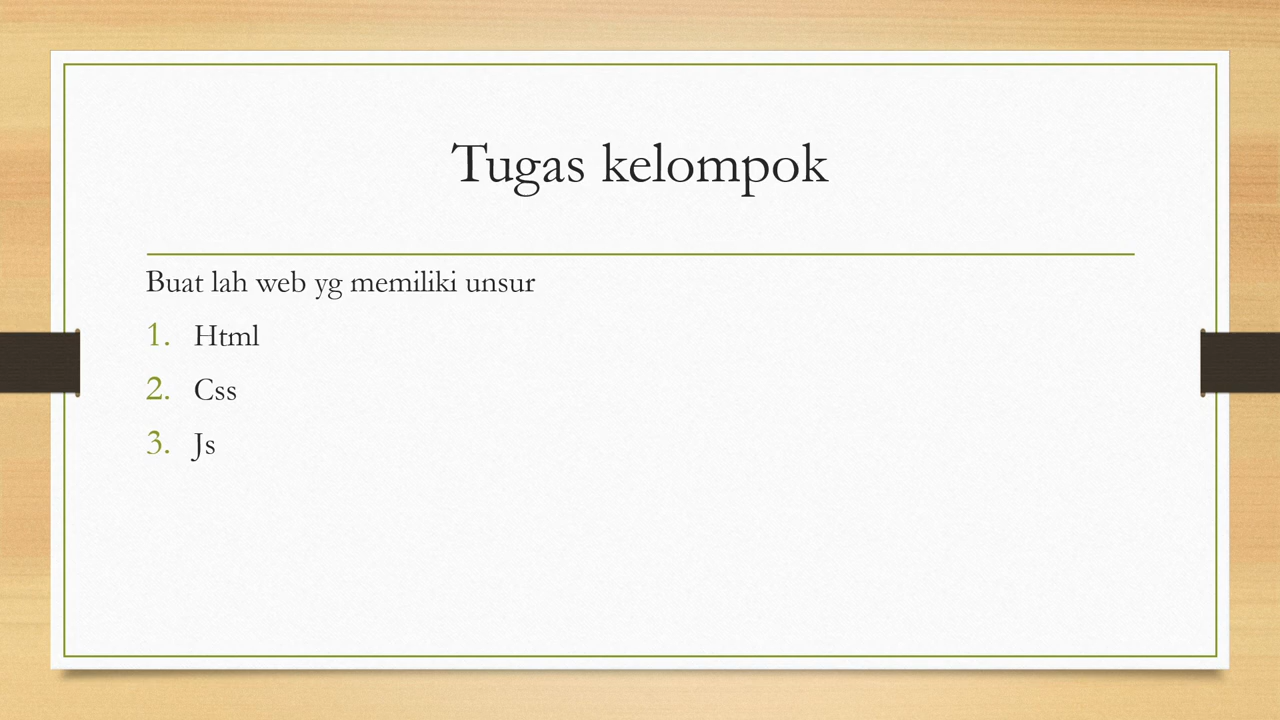 Tugas kelompok
Buat lah web yg memiliki unsur
1. Html
2. Css
3. Js